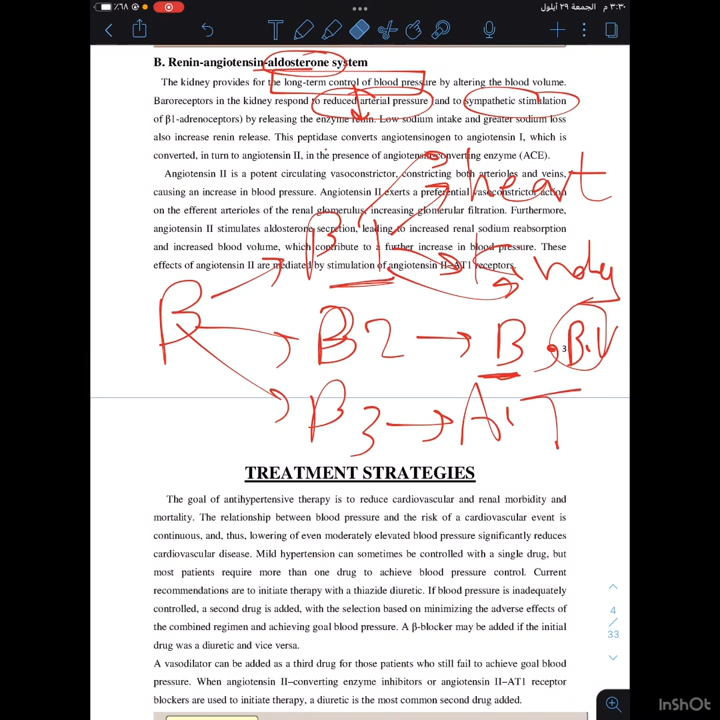 ٪٦٨
٣:٣٠ م الجمعة ٢٩ أيلول
B. Renin-angiotensin-aldosterone system
The kidney provides for the long-term control of blood pressure by altering the blood volume.
Baroreceptors in the kidney respond to reduced arterial pressure (and to sympathetic stimulation
of β1-adrenoceptors) by releasing the enzyme renin. Low sodium intake and greater sodium loss
also increase renin release. This peptidase converts angiotensinogen to angiotensin I, which is
converted, in turn to angiotensin II, in the presence of angiotensin converting enzyme (ACE).
Angiotensin II is a potent circulating vasoconstrictor, constricting both arterioles and veins,
causing an increase in blood pressure. Angiotensin II exerts a preferential vasoconstrictor action
on the efferent arterioles of the renal glomerulus, increasing glomerular filtration. Furthermore,
angiotensin II stimulates aldosterone secretion, leading to increased renal sodium reabsorption
and increased blood volume, which contribute to a further increase in blood pressure. These
effects of angiotensin II are mediated by stimulation of angiotensin II–AT1 receptors.
heart
B1
B
B2 → B, B.V
3
B3 → A.T
TREATMENT STRATEGIES
The goal of antihypertensive therapy is to reduce cardiovascular and renal morbidity and
mortality. The relationship between blood pressure and the risk of a cardiovascular event is
continuous, and, thus, lowering of even moderately elevated blood pressure significantly reduces
cardiovascular disease. Mild hypertension can sometimes be controlled with a single drug, but
most patients require more than one drug to achieve blood pressure control. Current
recommendations are to initiate therapy with a thiazide diuretic. If blood pressure is inadequately
controlled, a second drug is added, with the selection based on minimizing the adverse effects of
the combined regimen and achieving goal blood pressure. A β-blocker may be added if the initial
drug was a diuretic and vice versa.
A vasodilator can be added as a third drug for those patients who still fail to achieve goal blood
pressure. When angiotensin II–converting enzyme inhibitors or angiotensin II–AT1 receptor
blockers are used to initiate therapy, a diuretic is the most common second drug added.
4
/
33
InShOt